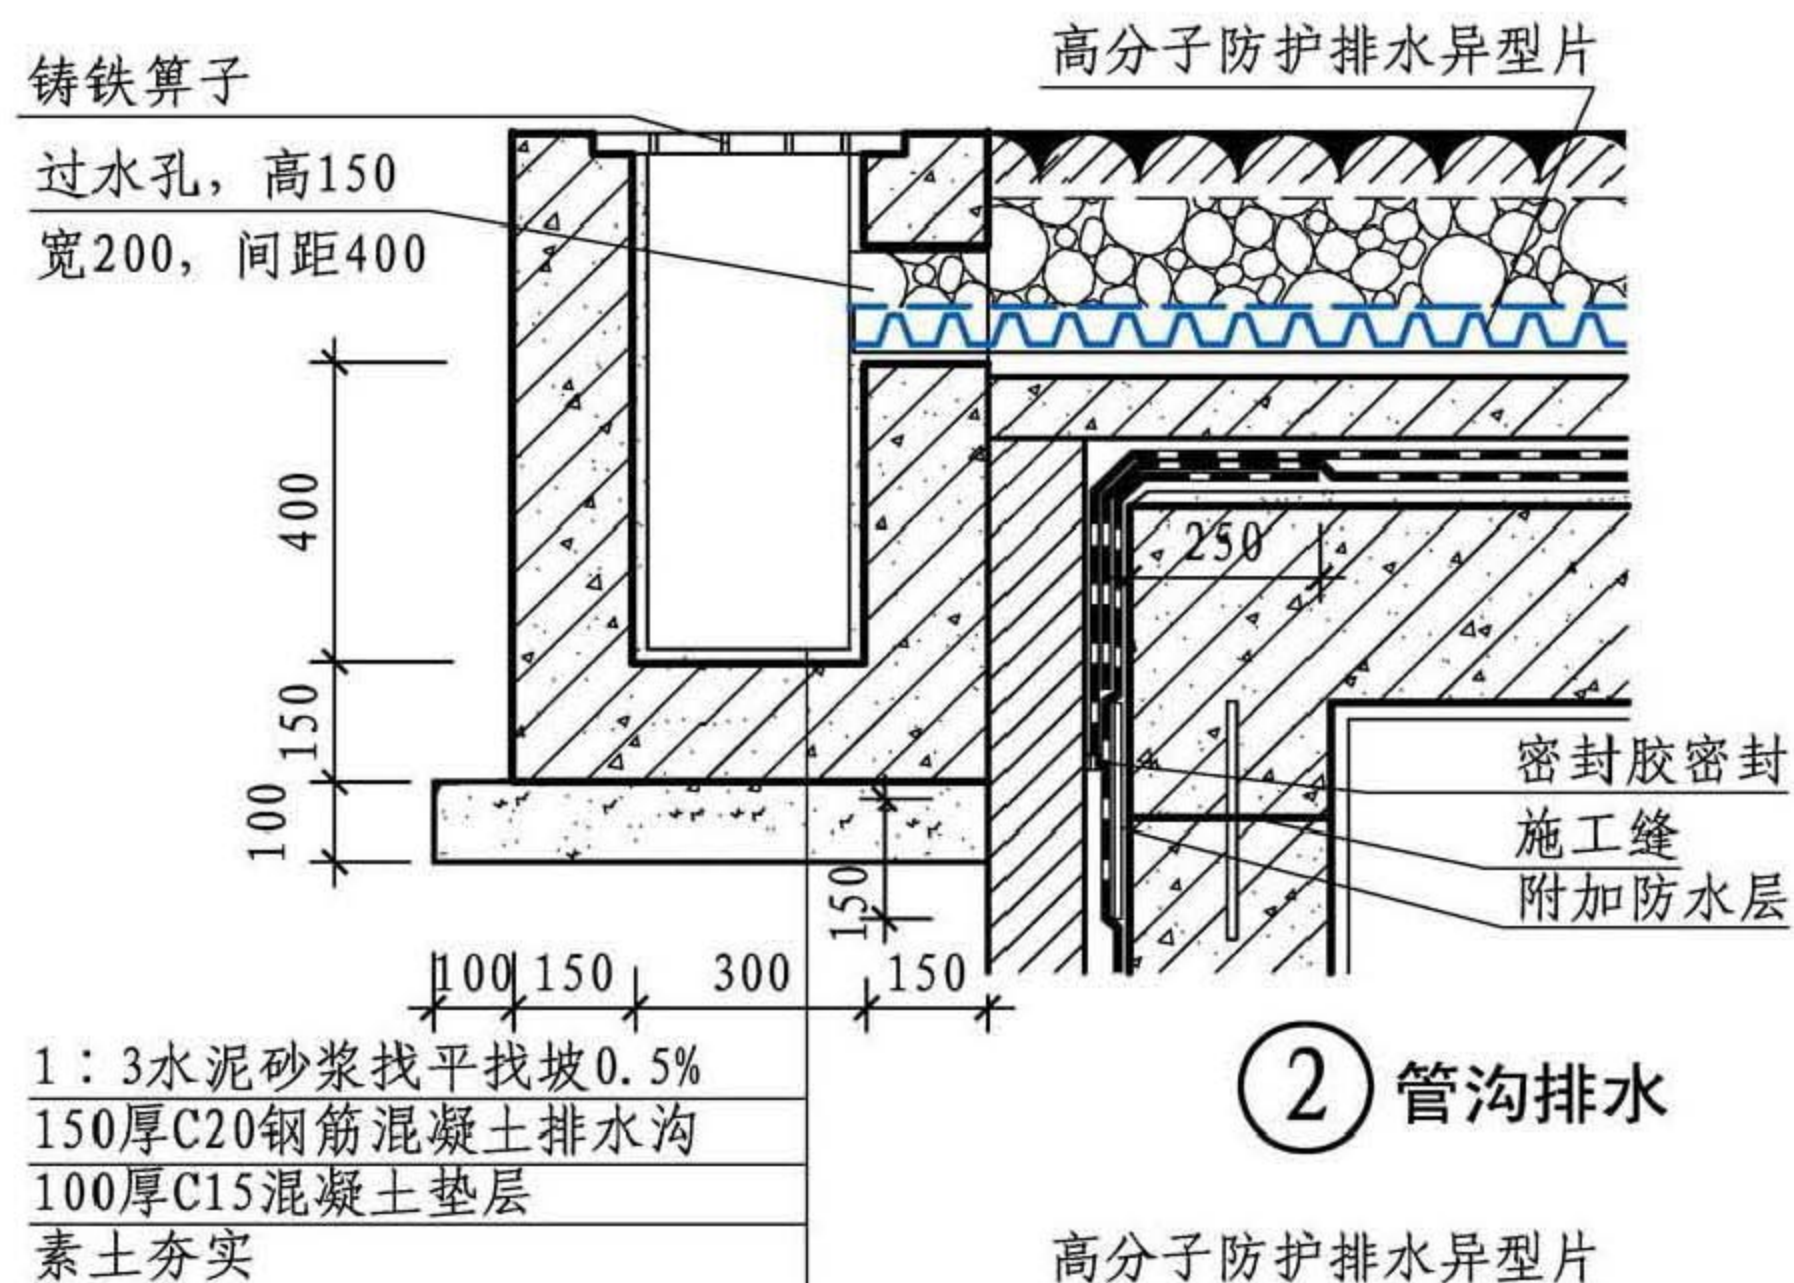 高分子防护排水异型片
铸铁箅子
过水孔，高150
宽200，间距400
400
150
100
250
密封胶密封
施工缝
附加防水层
150
100 150 300 150
1：3水泥砂浆找平找坡0.5%
150厚C20钢筋混凝土排水沟
100厚C15混凝土垫层
素土夯实
2 管沟排水
高分子防护排水异型片